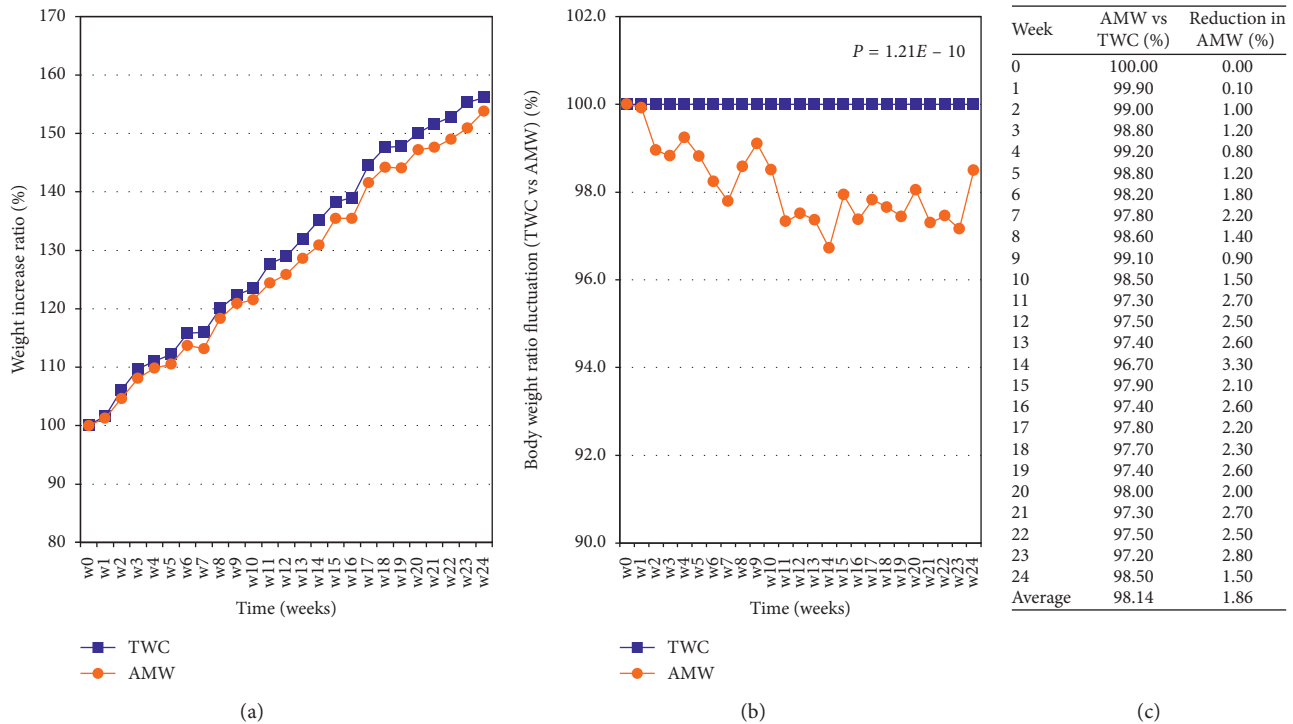 170
160
150
140
130
120
110
100
90
80
Weight increase ratio (%)
w0
w1
w2
w3
w4
w5
w6
w7
w8
w9
w10
w11
w12
w13
w14
w15
w16
w17
w18
w19
w20
w21
w22
w23
w24
Time (weeks)
TWC
AMW
(a)
102.0
100.0
98.0
96.0
94.0
92.0
90.0
Body weight ratio fluctuation (TWC vs AMW) (%)
P = 1.21E – 10
w0
w1
w2
w3
w4
w5
w6
w7
w8
w9
w10
w11
w12
w13
w14
w15
w16
w17
w18
w19
w20
w21
w22
w23
w24
Time (weeks)
TWC
AMW
(b)
Week AMW vs TWC (%) Reduction in AMW (%)
0 100.00 0.00
1 99.90 0.10
2 99.00 1.00
3 98.80 1.20
4 99.20 0.80
5 98.80 1.20
6 98.20 1.80
7 97.80 2.20
8 98.60 1.40
9 99.10 0.90
10 98.50 1.50
11 97.30 2.70
12 97.50 2.50
13 97.40 2.60
14 96.70 3.30
15 97.90 2.10
16 97.40 2.60
17 97.80 2.20
18 97.70 2.30
19 97.40 2.60
20 98.00 2.00
21 97.30 2.70
22 97.50 2.50
23 97.20 2.80
24 98.50 1.50
Average 98.14 1.86
(c)